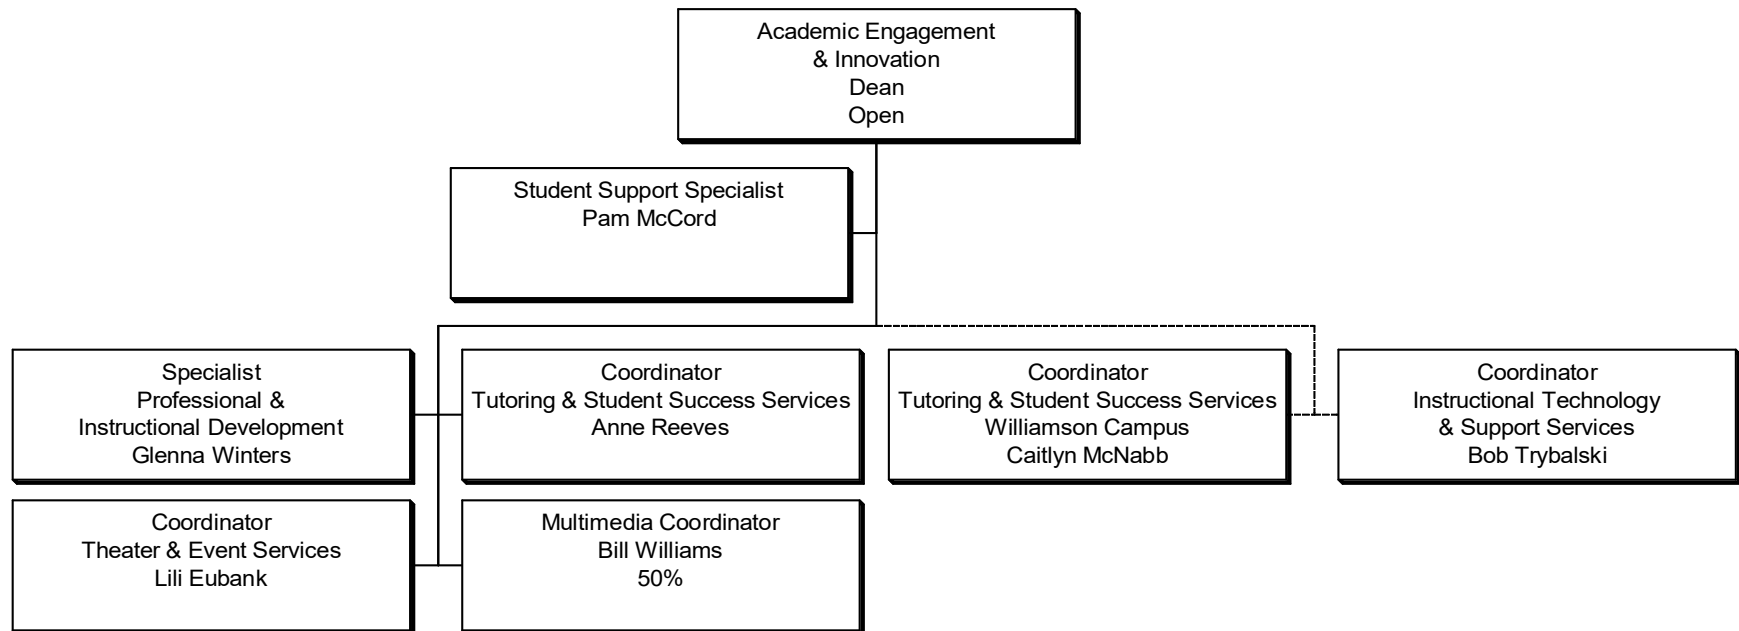 Academic Engagement
& Innovation
Dean
Open
Student Support Specialist
Pam McCord
Specialist
Professional &
Instructional Development
Glenna Winters
Coordinator
Tutoring & Student Success Services
Anne Reeves
Coordinator
Tutoring & Student Success Services
Williamson Campus
Caitlyn McNabb
Coordinator
Instructional Technology
& Support Services
Bob Trybalski
Coordinator
Theater & Event Services
Lili Eubank
Multimedia Coordinator
Bill Williams
50%